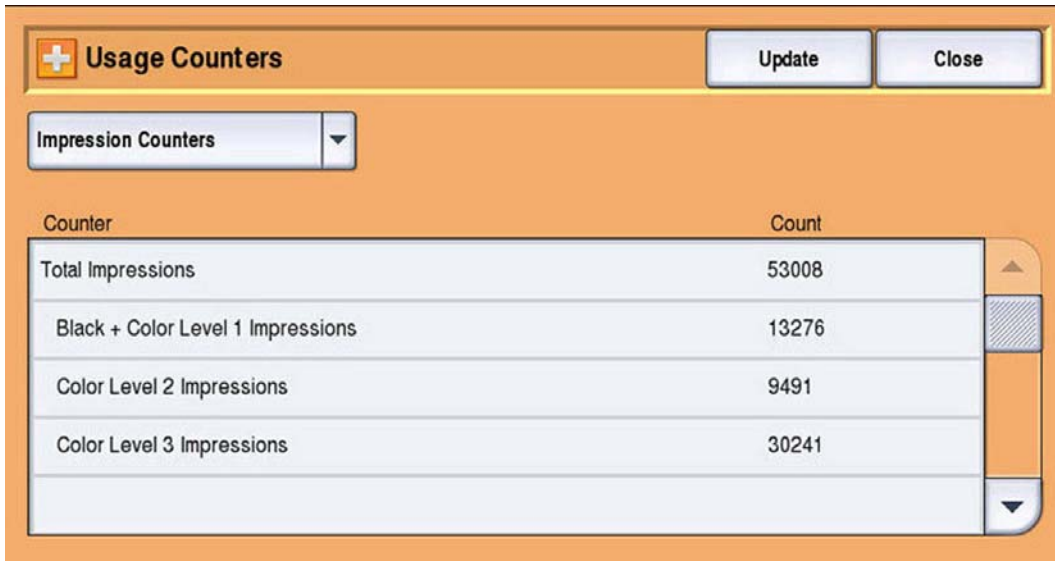 Usage Counters
Update
Close
Impression Counters
Counter Count
Total Impressions 53008
Black + Color Level 1 Impressions 13276
Color Level 2 Impressions 9491
Color Level 3 Impressions 30241